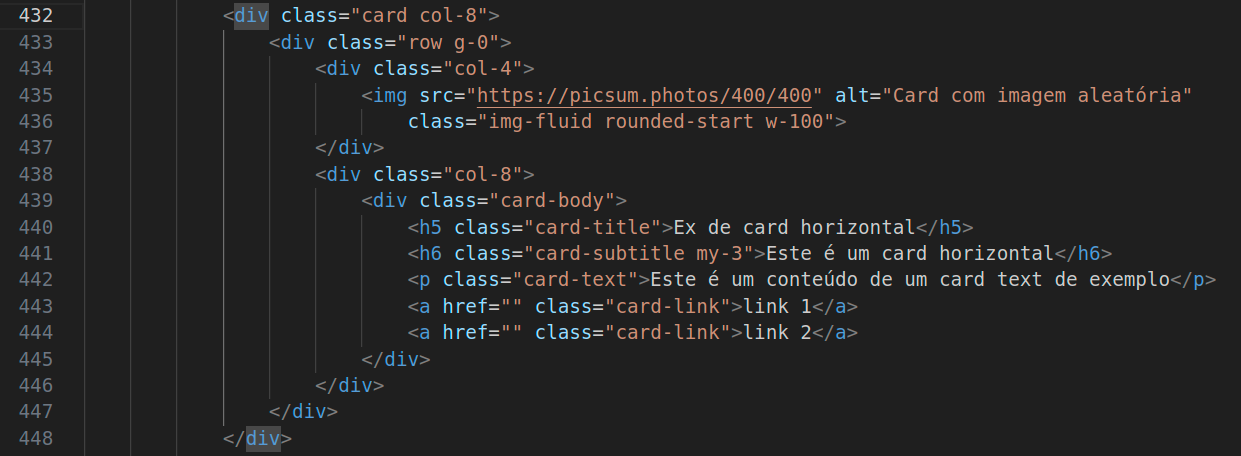 432 <div class="card col-8">
433 <div class="row g-0">
434 <div class="col-4">
435 <img src="https://picsum.photos/400/400" alt="Card com imagem aleatória"
436 class="img-fluid rounded-start w-100">
437 </div>
438 <div class="col-8">
439 <div class="card-body">
440 <h5 class="card-title">Ex de card horizontal</h5>
441 <h6 class="card-subtitle my-3">Este é um card horizontal</h6>
442 <p class="card-text">Este é um conteúdo de um card text de exemplo</p>
443 <a href="" class="card-link">link 1</a>
444 <a href="" class="card-link">link 2</a>
445 </div>
446 </div>
447 </div>
448 </div>